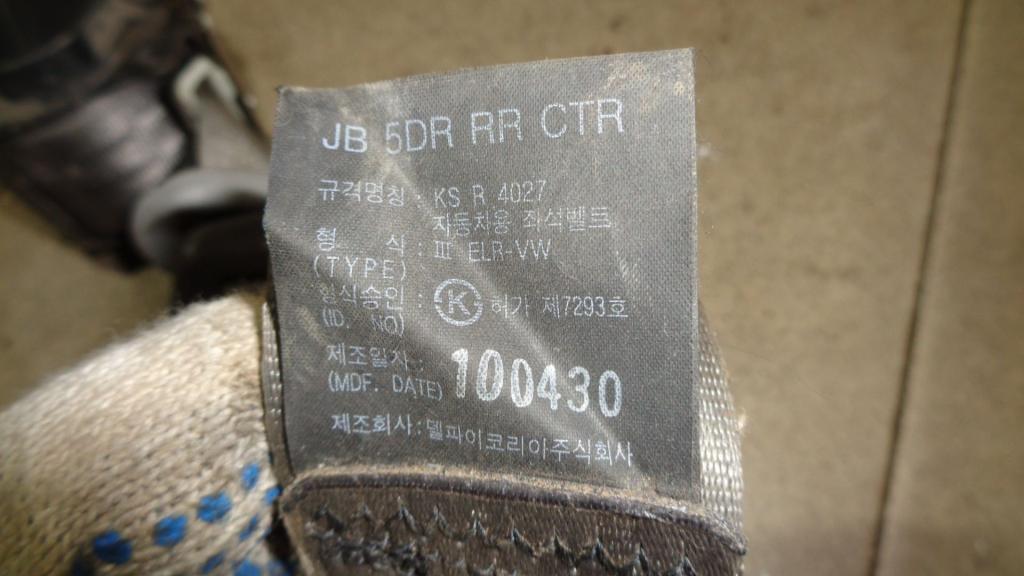 JB 5DR RR CTR
규격명칭 : KS R 4027
자동차용 좌석벨트
형 식 : Ⅲ ELR-VW
(TYPE)
형식승인 : Ⓚ 허가 제7293호
(ID. NO)
제조일자 : 100430
(MDF. DATE)
제조회사 : 델파이코리아주식회사